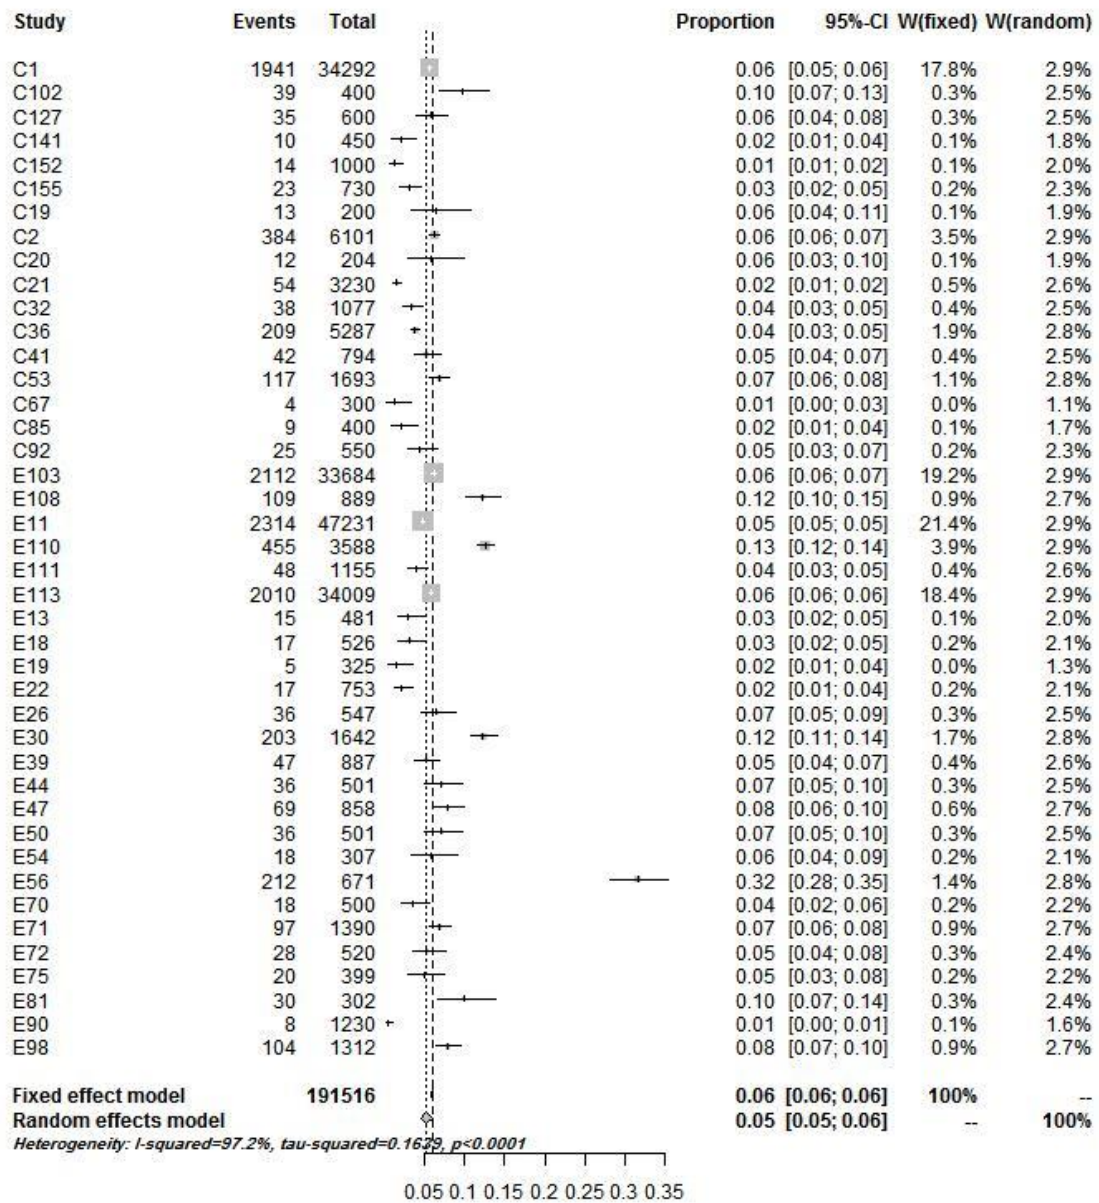 Study Events Total Proportion 95%-CI W(fixed) W(random)
C1 1941 34292 0.06 [0.05; 0.06] 17.8% 2.9%
C102 39 400 0.10 [0.07; 0.13] 0.3% 2.5%
C127 35 600 0.06 [0.04; 0.08] 0.3% 2.5%
C141 10 450 0.02 [0.01; 0.04] 0.1% 1.8%
C152 14 1000 0.01 [0.01; 0.02] 0.1% 2.0%
C155 23 730 0.03 [0.02; 0.05] 0.2% 2.3%
C19 13 200 0.06 [0.04; 0.11] 0.1% 1.9%
C2 384 6101 0.06 [0.06; 0.07] 3.5% 2.9%
C20 12 204 0.06 [0.03; 0.10] 0.1% 1.9%
C21 54 3230 0.02 [0.01; 0.02] 0.5% 2.6%
C32 38 1077 0.04 [0.03; 0.05] 0.4% 2.5%
C36 209 5287 0.04 [0.03; 0.05] 1.9% 2.8%
C41 42 794 0.05 [0.04; 0.07] 0.4% 2.5%
C53 117 1693 0.07 [0.06; 0.08] 1.1% 2.8%
C67 4 300 0.01 [0.00; 0.03] 0.0% 1.1%
C85 9 400 0.02 [0.01; 0.04] 0.1% 1.7%
C92 25 550 0.05 [0.03; 0.07] 0.2% 2.3%
E103 2112 33684 0.06 [0.06; 0.07] 19.2% 2.9%
E108 109 889 0.12 [0.10; 0.15] 0.9% 2.7%
E11 2314 47231 0.05 [0.05; 0.05] 21.4% 2.9%
E110 455 3588 0.13 [0.12; 0.14] 3.9% 2.9%
E111 48 1155 0.04 [0.03; 0.05] 0.4% 2.6%
E113 2010 34009 0.06 [0.06; 0.06] 18.4% 2.9%
E13 15 481 0.03 [0.02; 0.05] 0.1% 2.0%
E18 17 526 0.03 [0.02; 0.05] 0.2% 2.1%
E19 5 325 0.02 [0.01; 0.04] 0.0% 1.3%
E22 17 753 0.02 [0.01; 0.04] 0.2% 2.1%
E26 36 547 0.07 [0.05; 0.09] 0.3% 2.5%
E30 203 1642 0.12 [0.11; 0.14] 1.7% 2.8%
E39 47 887 0.05 [0.04; 0.07] 0.4% 2.6%
E44 36 501 0.07 [0.05; 0.10] 0.3% 2.5%
E47 69 858 0.08 [0.06; 0.10] 0.6% 2.7%
E50 36 501 0.07 [0.05; 0.10] 0.3% 2.5%
E54 18 307 0.06 [0.04; 0.09] 0.2% 2.1%
E56 212 671 0.32 [0.28; 0.35] 1.4% 2.8%
E70 18 500 0.04 [0.02; 0.06] 0.2% 2.2%
E71 97 1390 0.07 [0.06; 0.08] 0.9% 2.7%
E72 28 520 0.05 [0.04; 0.08] 0.3% 2.4%
E75 20 399 0.05 [0.03; 0.08] 0.2% 2.2%
E81 30 302 0.10 [0.07; 0.14] 0.3% 2.4%
E90 8 1230 0.01 [0.00; 0.01] 0.1% 1.6%
E98 104 1312 0.08 [0.07; 0.10] 0.9% 2.7%
Fixed effect model 191516 0.06 [0.06; 0.06] 100% --
Random effects model 0.05 [0.05; 0.06] -- 100%
Heterogeneity: I-squared=97.2%, tau-squared=0.1639, p<0.0001
0.05 0.1 0.15 0.2 0.25 0.3 0.35